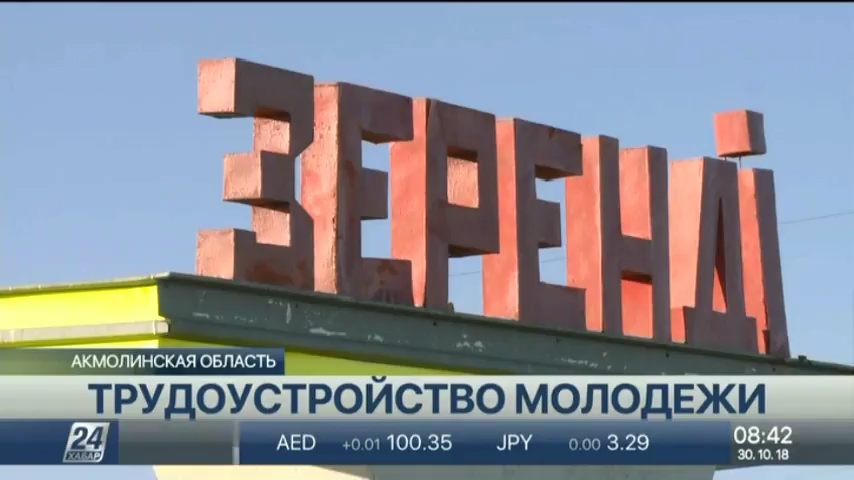 ЗЕРЕНДІ
АКМОЛИНСКАЯ ОБЛАСТЬ
ТРУДОУСТРОЙСТВО МОЛОДЕЖИ
24 ХАБАР AED +0.01 100.35 JPY 0.00 3.29 08:42
30.10.18